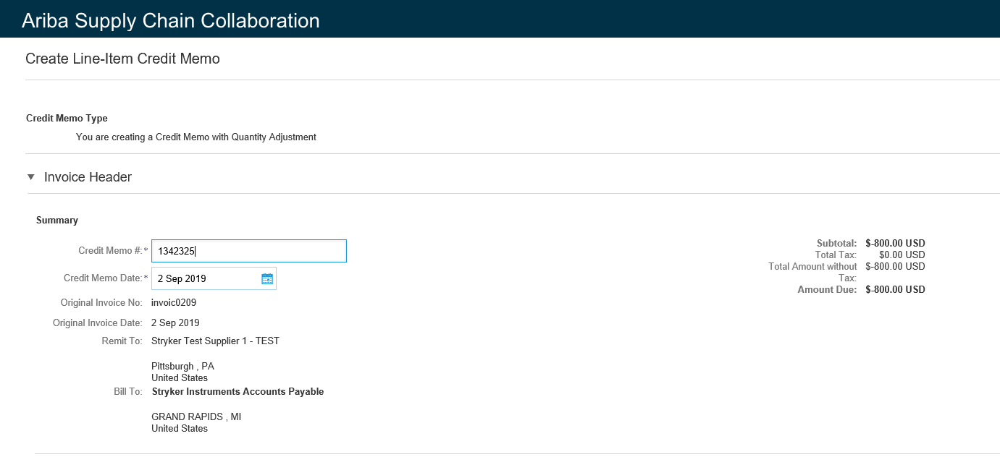 Ariba Supply Chain Collaboration
Create Line-Item Credit Memo
Credit Memo Type
You are creating a Credit Memo with Quantity Adjustment
Invoice Header
Summary
Credit Memo #:* 1342325
Credit Memo Date:* 2 Sep 2019
Original Invoice No: invoic0209
Original Invoice Date: 2 Sep 2019
Remit To: Stryker Test Supplier 1 - TEST
Pittsburgh , PA
United States
Bill To: Stryker Instruments Accounts Payable
GRAND RAPIDS , MI
United States
Subtotal: $-800.00 USD
Total Tax: $0.00 USD
Total Amount without $-800.00 USD
Tax:
Amount Due: $-800.00 USD